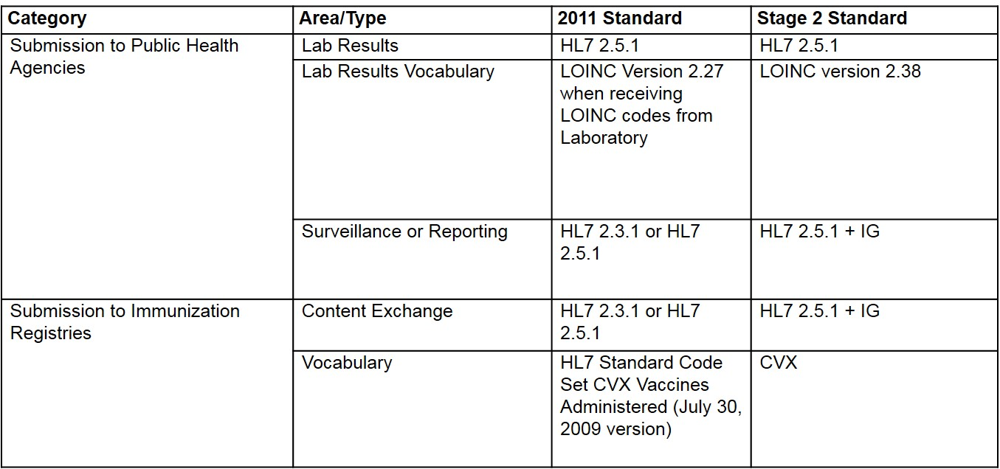 Category Area/Type 2011 Standard Stage 2 Standard
Submission to Public Health
Agencies
Lab Results
HL7 2.5.1
HL7 2.5.1
Lab Results Vocabulary
LOINC Version 2.27
when receiving
LOINC codes from
Laboratory
LOINC version 2.38
Surveillance or Reporting
HL7 2.3.1 or HL7
2.5.1
HL7 2.5.1 + IG
Submission to Immunization
Registries
Content Exchange
HL7 2.3.1 or HL7
2.5.1
HL7 2.5.1 + IG
Vocabulary
HL7 Standard Code
Set CVX Vaccines
Administered (July 30,
2009 version)
CVX